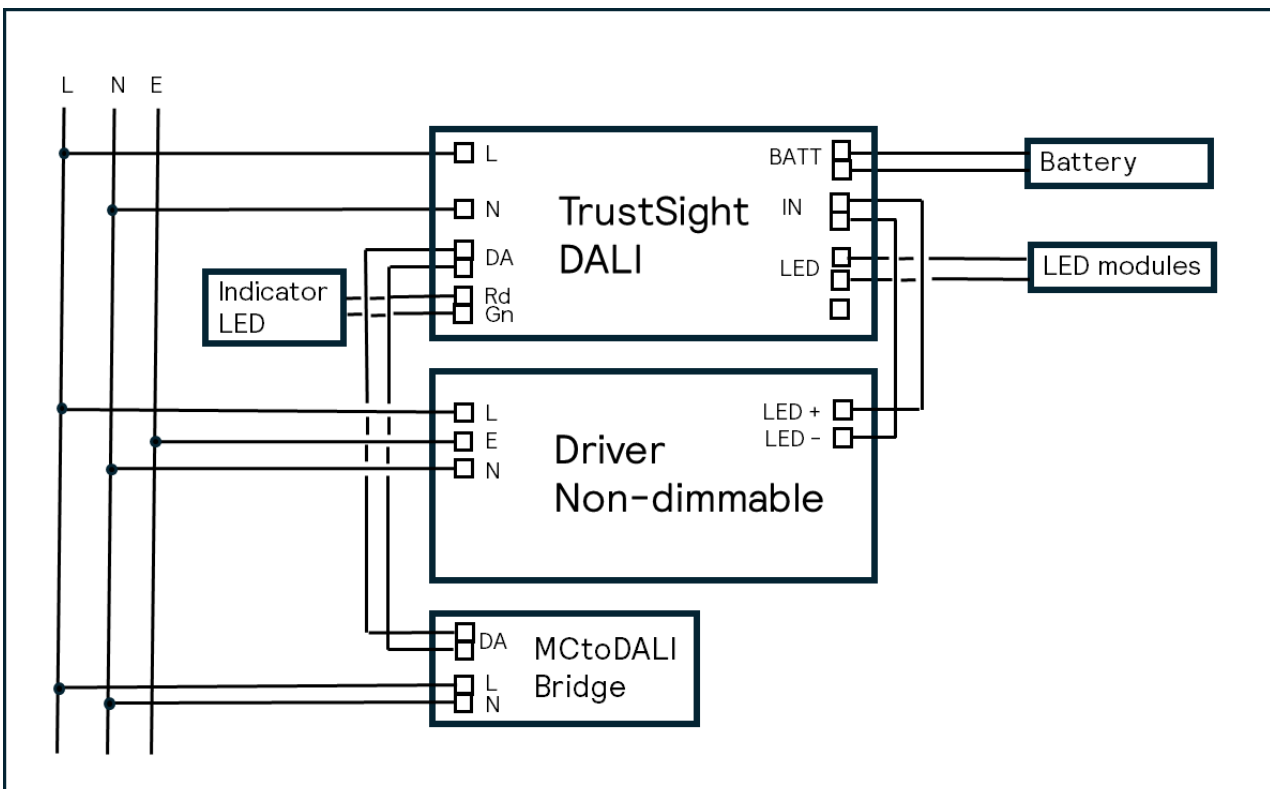 L N E
L
N
DA
Rd
Gn
TrustSight
DALI
BATT
IN
LED
Battery
LED modules
Indicator
LED
L
E
N
Driver
Non-dimmable
LED +
LED -
DA
L
N
MCtoDALI
Bridge